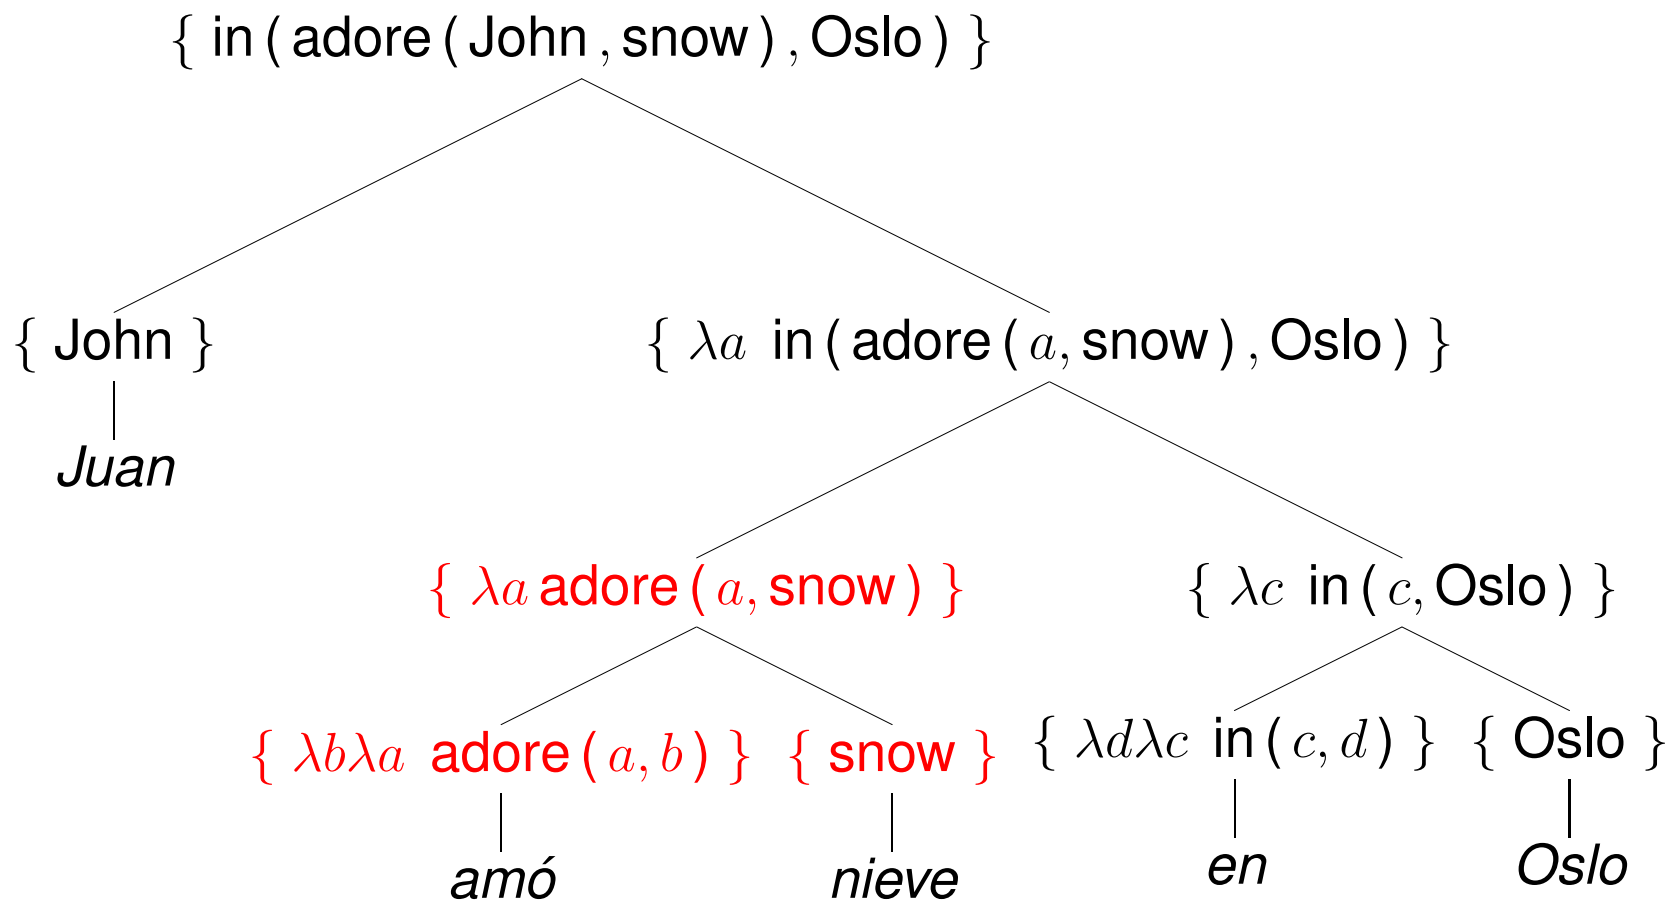 { in(adore(John,snow),Oslo) }
{ John }
{ λa in(adore(a,snow),Oslo) }
Juan
{ λa adore(a,snow) }
{ λc in(c,Oslo) }
{ λbλa adore(a,b) }
{ snow }
{ λdλc in(c,d) }
{ Oslo }
amó
nieve
en
Oslo